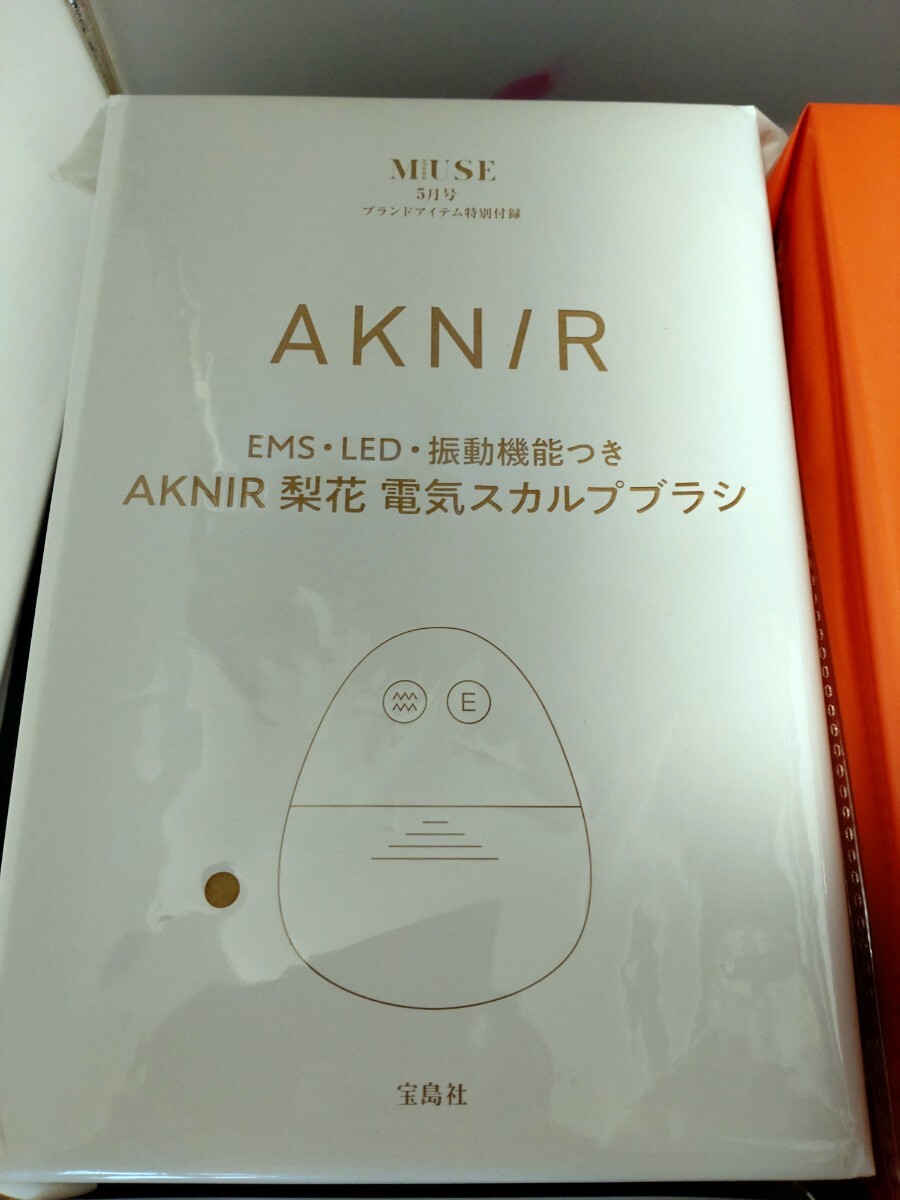 MUSE
5月号
ブランドアイテム特別付録
AKN/R
EMS・LED・振動機能つき
AKNIR 梨花 電気スカルプブラシ
E
宝島社